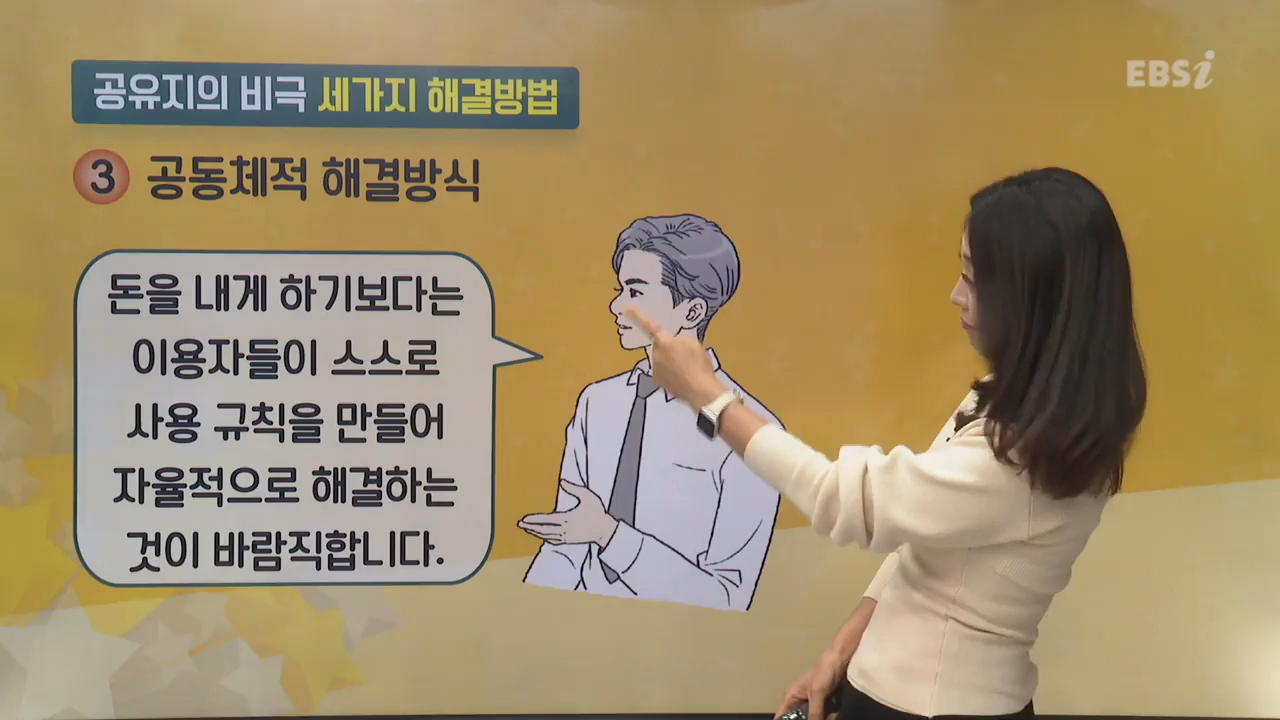 공유지의 비극 세가지 해결방법
EBSi
3 공동체적 해결방식
돈을 내게 하기보다는
이용자들이 스스로
사용 규칙을 만들어
자율적으로 해결하는
것이 바람직합니다.